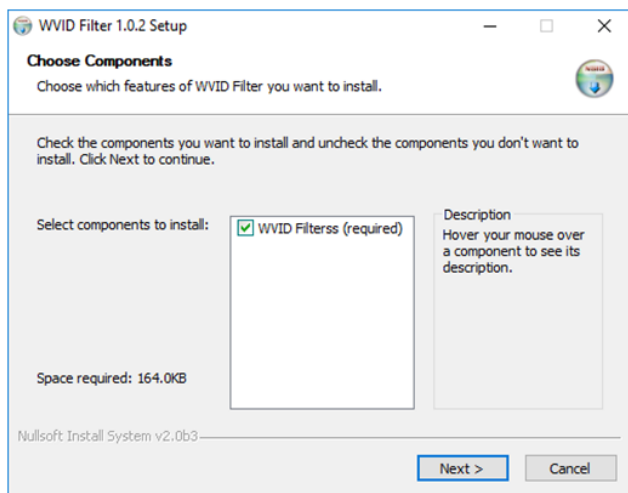 WVID Filter 1.0.2 Setup
Choose Components
Choose which features of WVID Filter you want to install.
Check the components you want to install and uncheck the components you don't want to
install. Click Next to continue.
Select components to install:
WVID Filterss (required)
Description
Hover your mouse over
a component to see its
description.
Space required: 164.0KB
Nullsoft Install System v2.0b3
Next >
Cancel